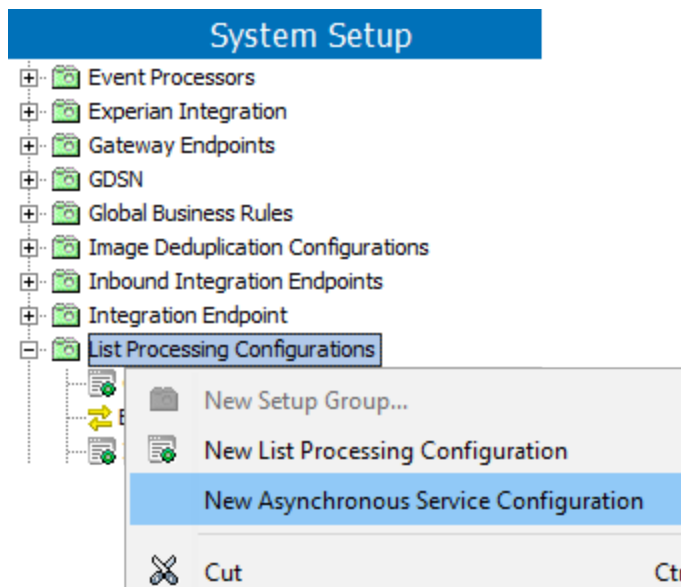 System Setup
Event Processors
Experian Integration
Gateway Endpoints
GDSN
Global Business Rules
Image Deduplication Configurations
Inbound Integration Endpoints
Integration Endpoint
List Processing Configurations
New Setup Group...
New List Processing Configuration
New Asynchronous Service Configuration
Cut